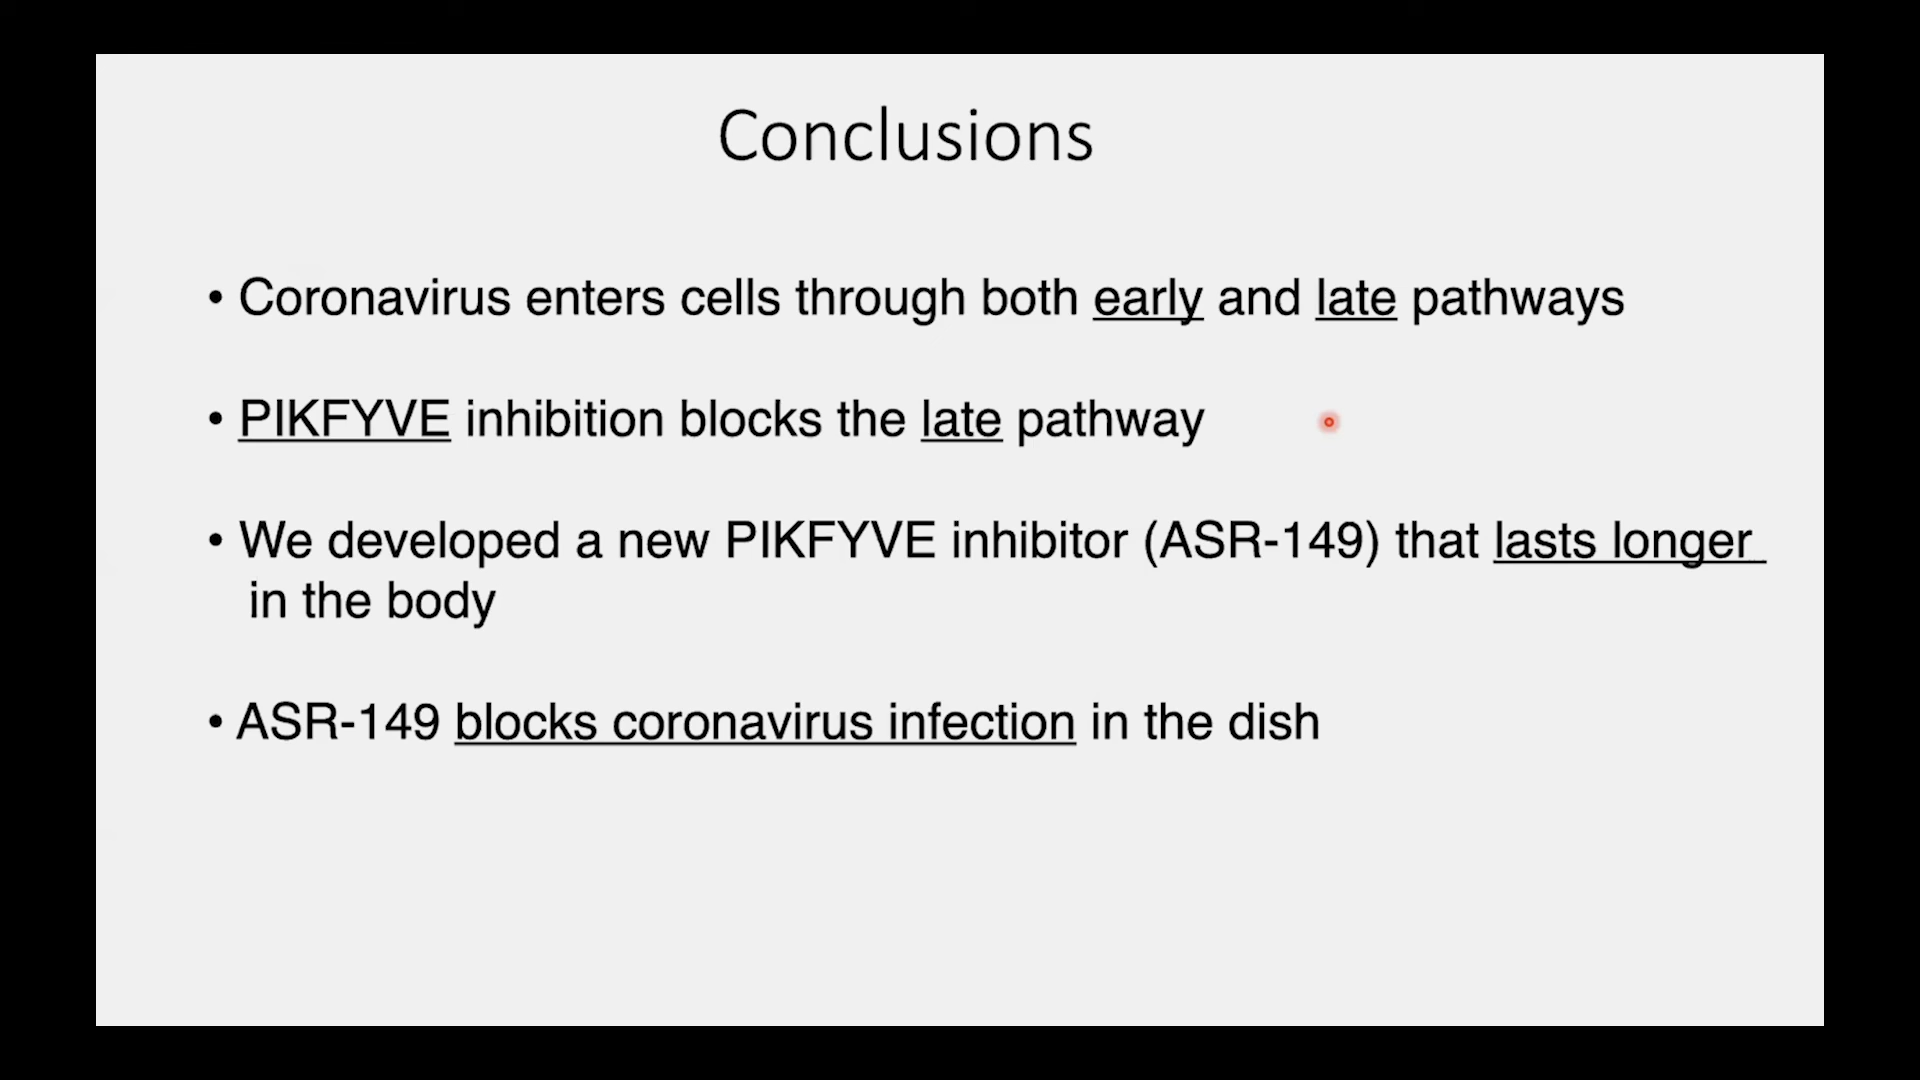 Conclusions
• Coronavirus enters cells through both early and late pathways
• PIKFYVE inhibition blocks the late pathway
• We developed a new PIKFYVE inhibitor (ASR-149) that lasts longer
in the body
• ASR-149 blocks coronavirus infection in the dish